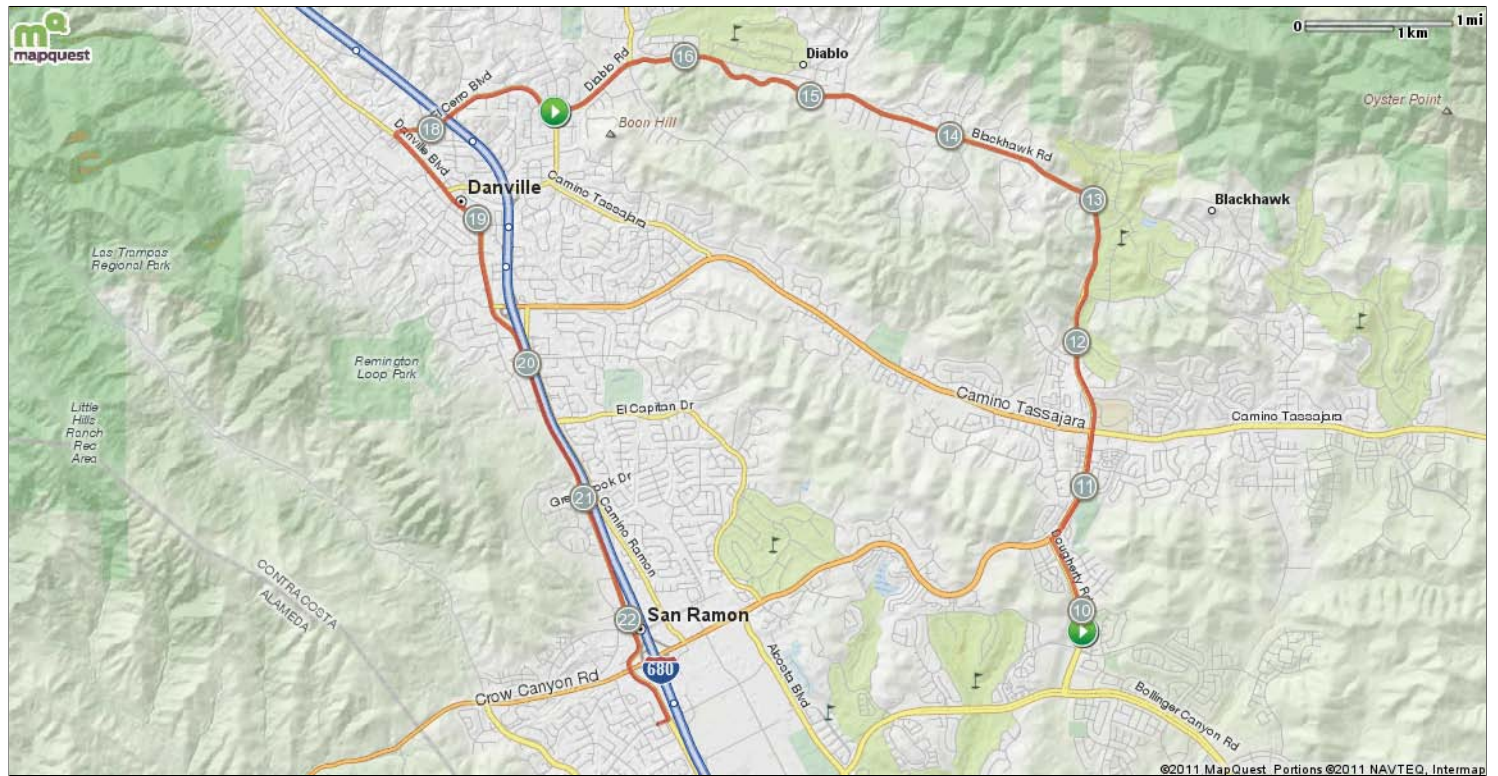 mapquest
0 1 mi
1 km
16
Diablo
Diablo Rd
15
Oyster Point
El Cerro Blvd
18
Boon Hill
14
Blackhawk Rd
Danville Blvd
Danville
Camino Tassajara
13
Blackhawk
19
Las Trampas
Regional Park
12
20
Remington
Loop Park
El Capitan Dr
Camino Tassajara
Camino Tassajara
Little
Hills
Ranch
Rec
Area
11
21
Camino Ramon
Dougherty Rd
CONTRA COSTA
ALAMEDA
10
22
San Ramon
680
Crow Canyon Rd
Alcosta Blvd
Bollinger Canyon Rd
©2011 MapQuest Portions ©2011 NAVTEQ, Intermap